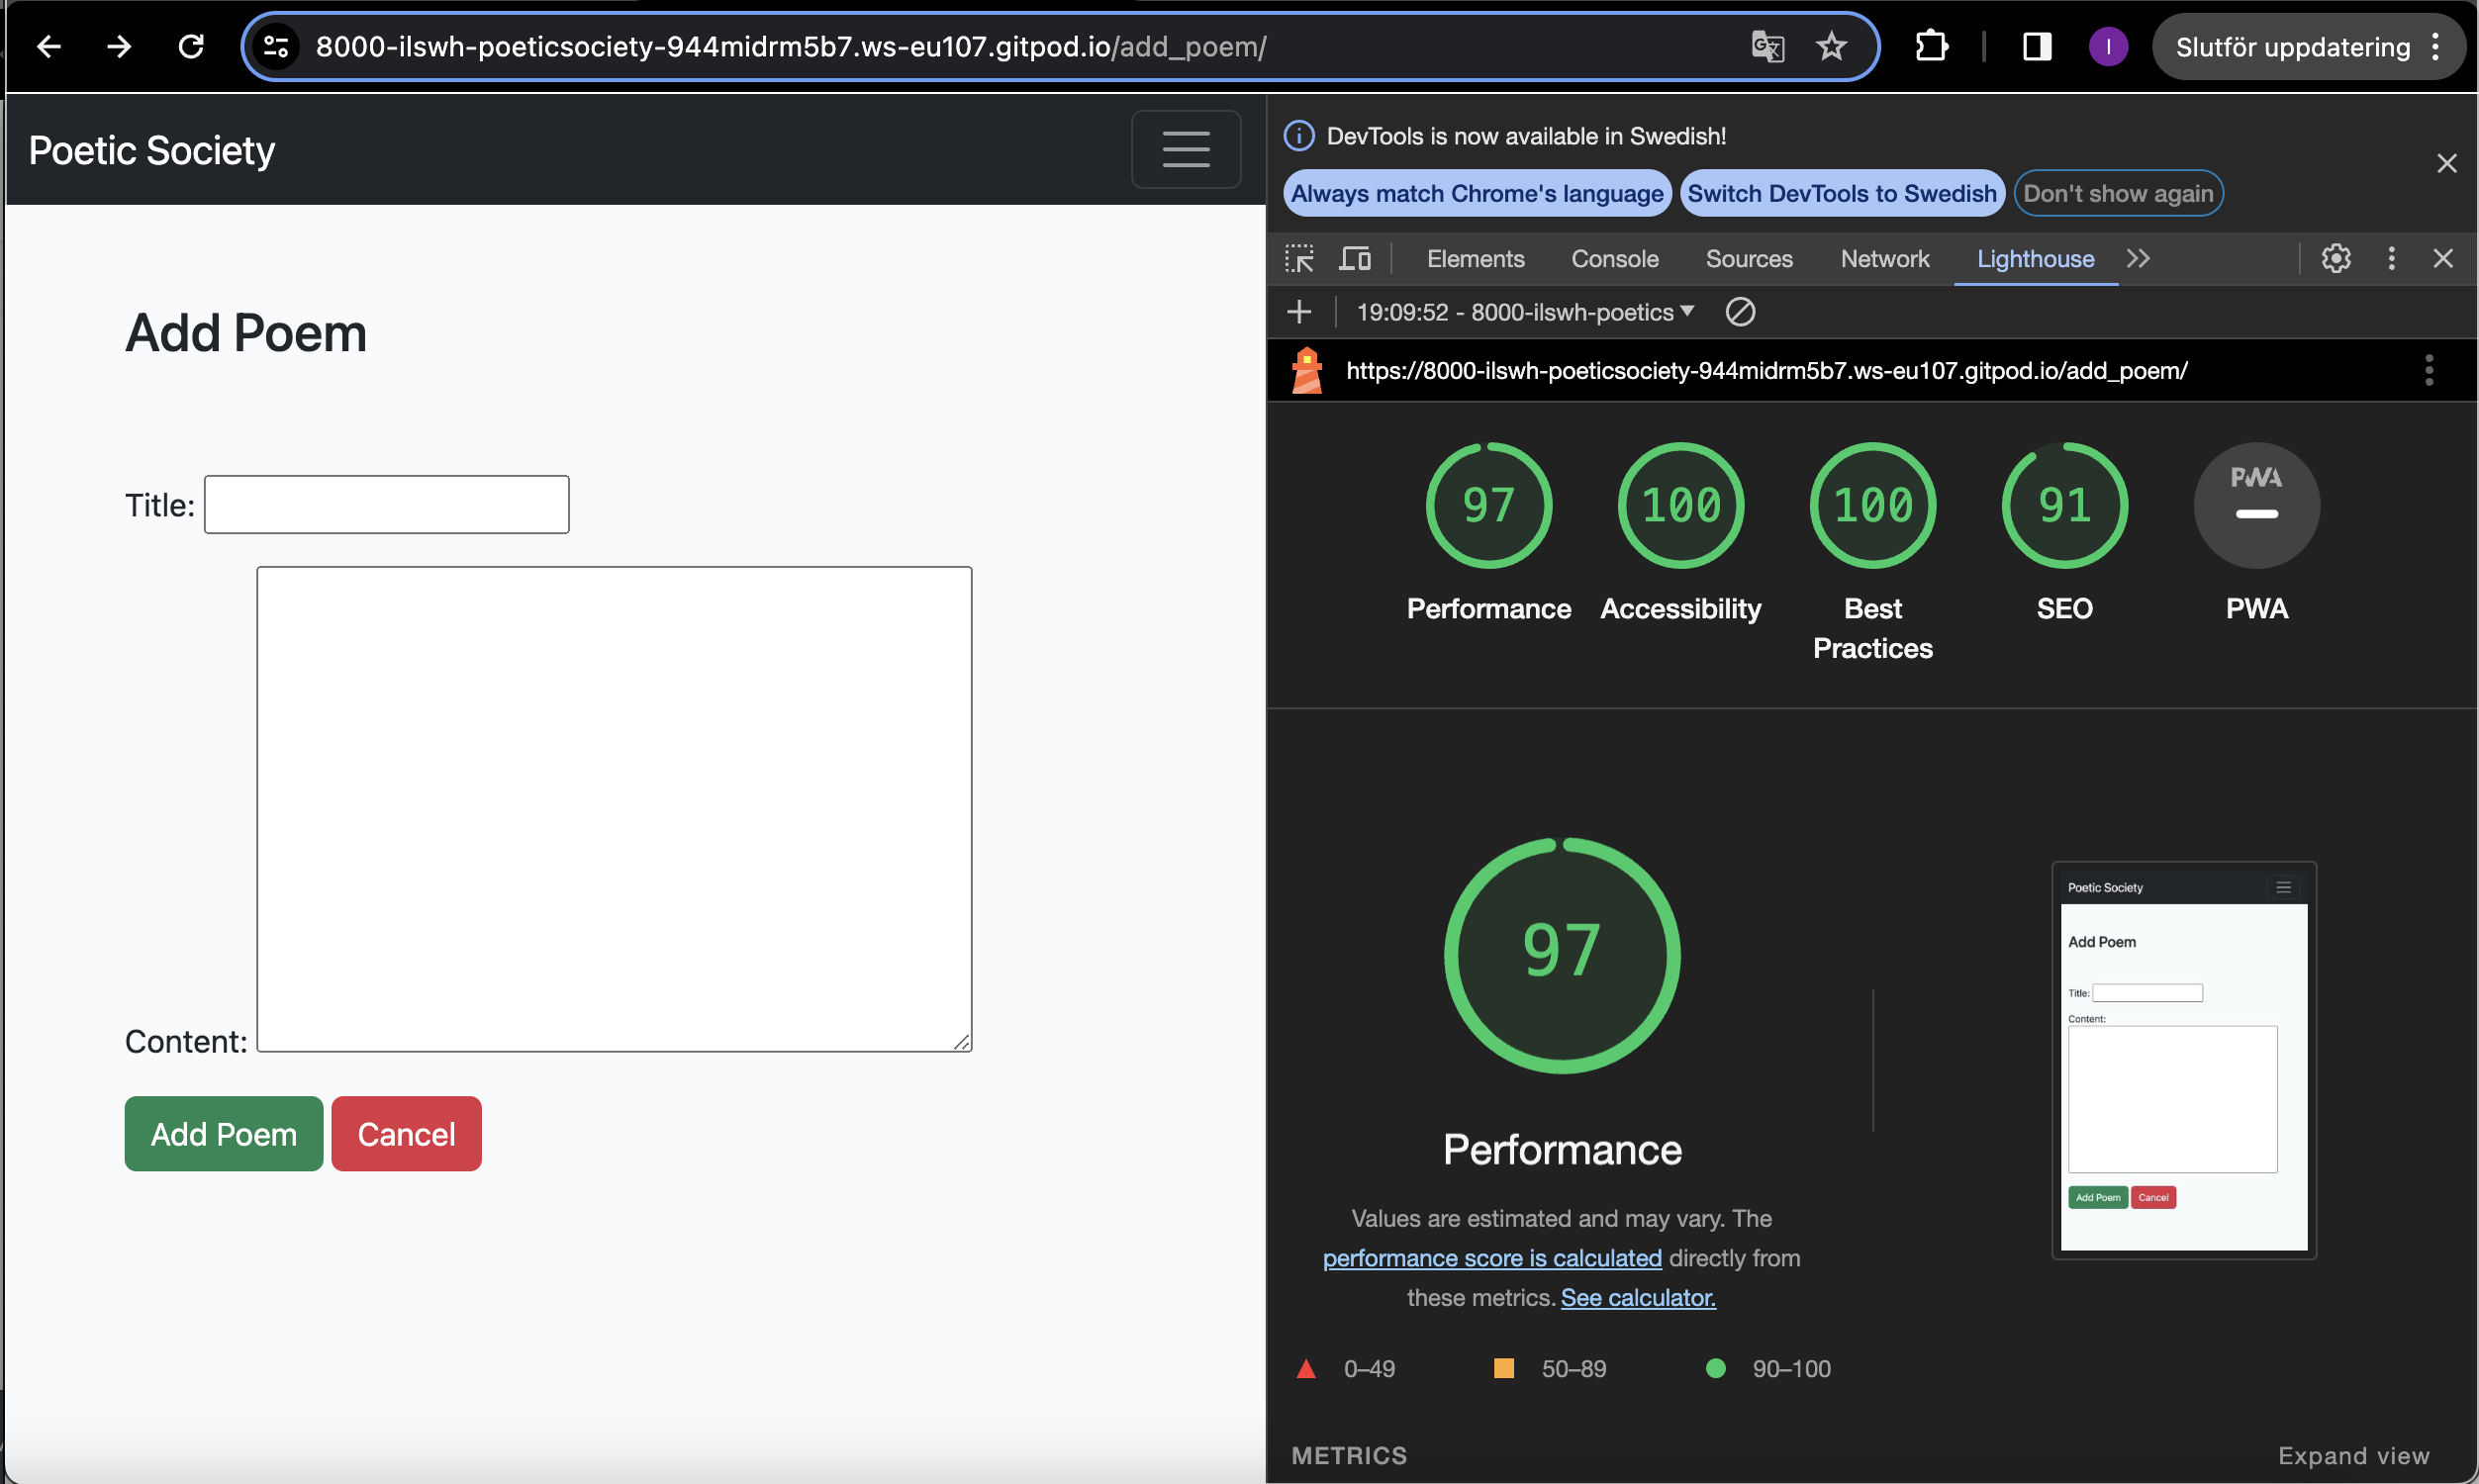 8000-ilswh-poeticsociety-944midrm5b7.ws-eu107.gitpod.io/add_poem/
I
Slutför uppdatering
Poetic Society
Add Poem
Title:
Content:
Add Poem
Cancel
DevTools is now available in Swedish!
Always match Chrome's language
Switch DevTools to Swedish
Don't show again
Elements
Console
Sources
Network
Lighthouse
19:09:52 - 8000-ilswh-poetics
https://8000-ilswh-poeticsociety-944midrm5b7.ws-eu107.gitpod.io/add_poem/
97
100
100
91
PWA
Performance
Accessibility
Best
Practices
SEO
PWA
97
Performance
Values are estimated and may vary. The
performance score is calculated directly from
these metrics. See calculator.
0–49
50–89
90–100
Poetic Society
Add Poem
Title:
Content:
Add Poem
Cancel
METRICS
Expand view